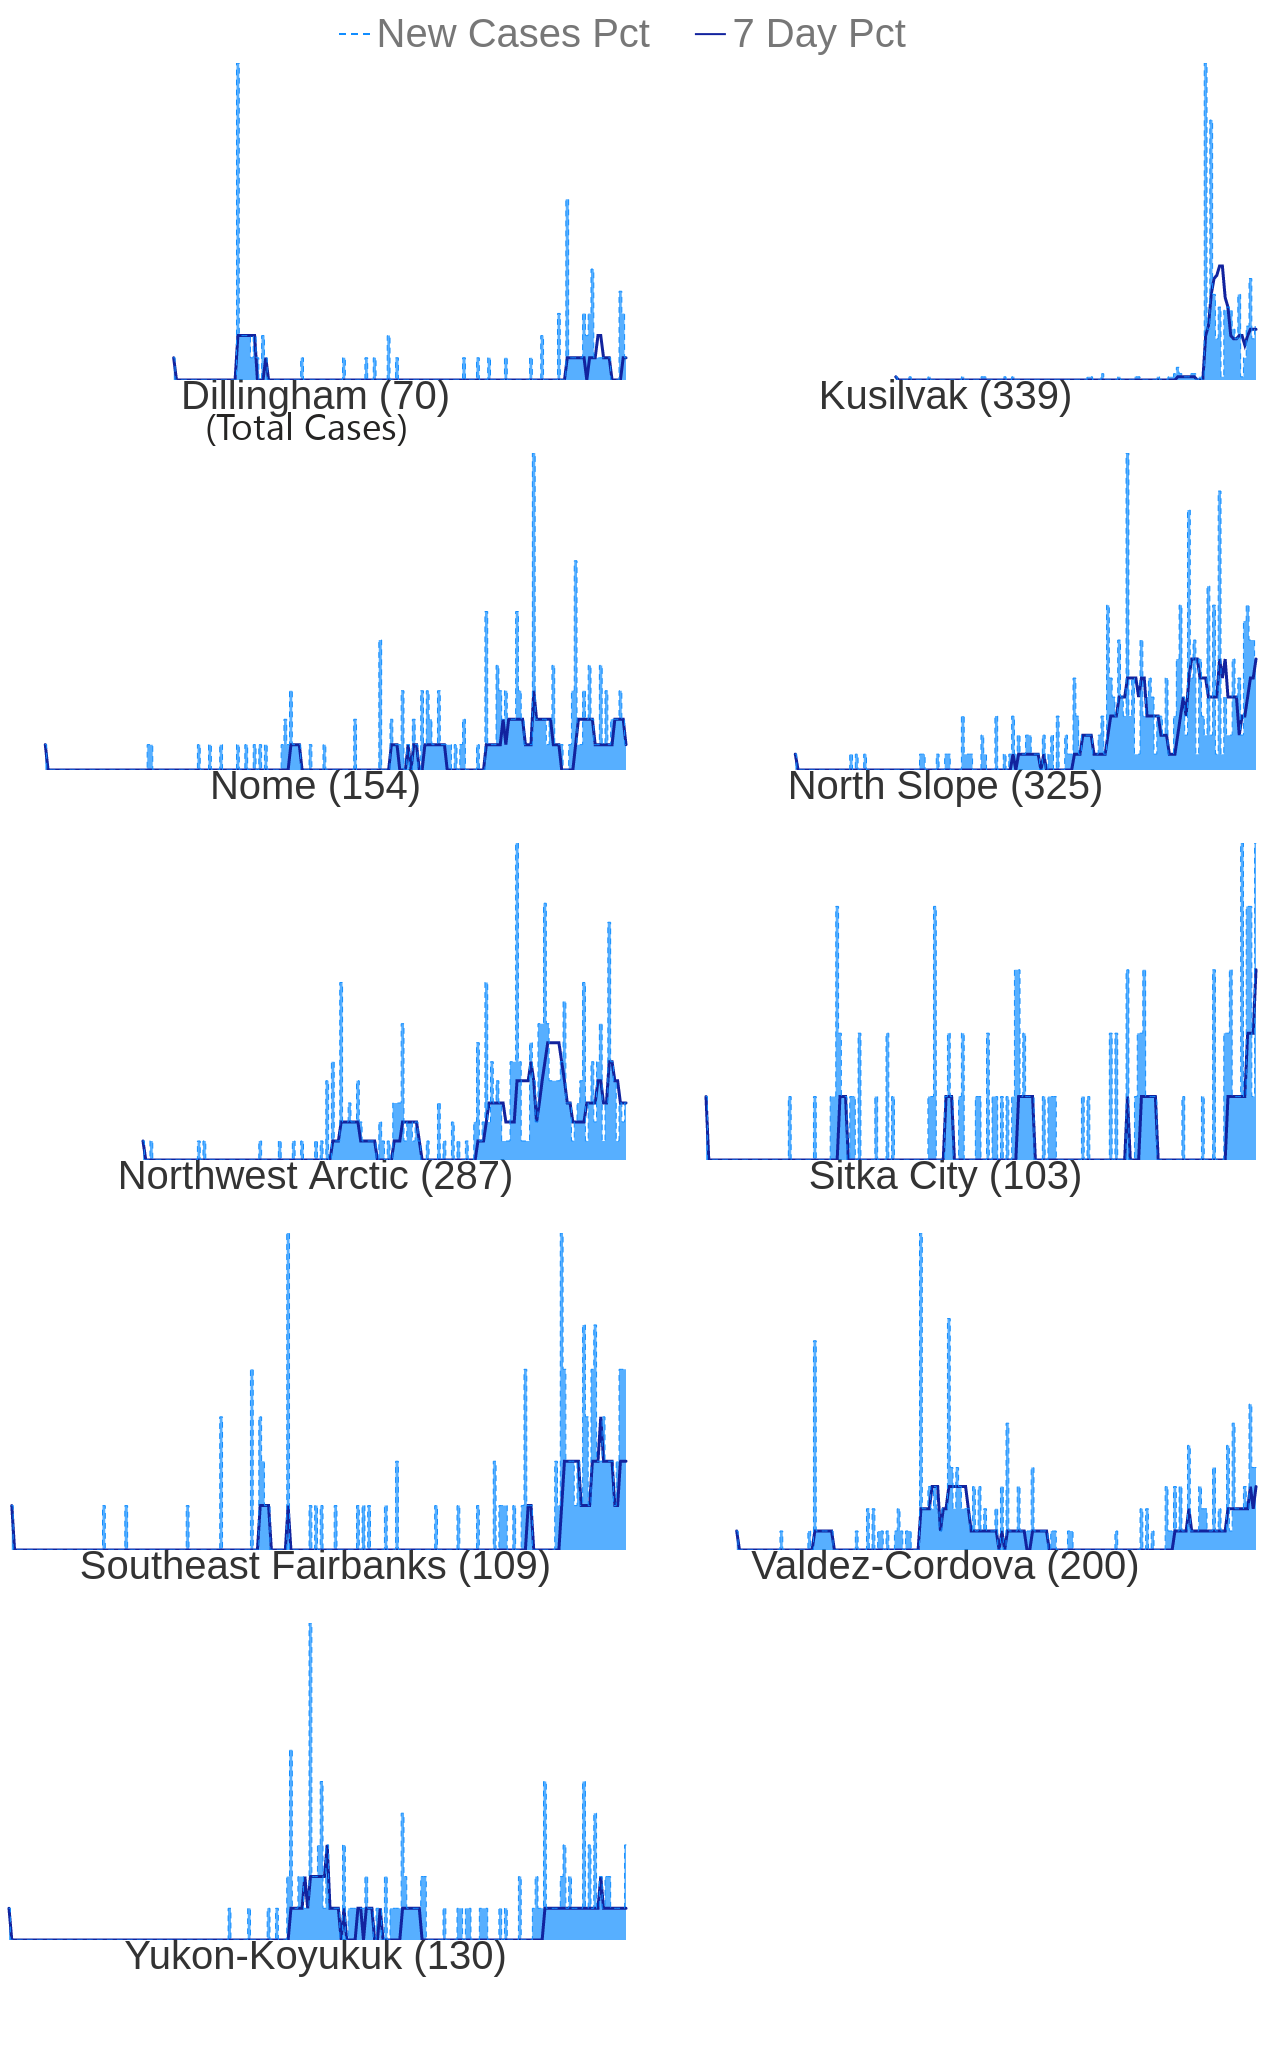 New Cases Pct 7 Day Pct
Dillingham (70) Kusilvak (339)
(Total Cases)
Nome (154) North Slope (325)
Northwest Arctic (287) Sitka City (103)
Southeast Fairbanks (109) Valdez-Cordova (200)
Yukon-Koyukuk (130)